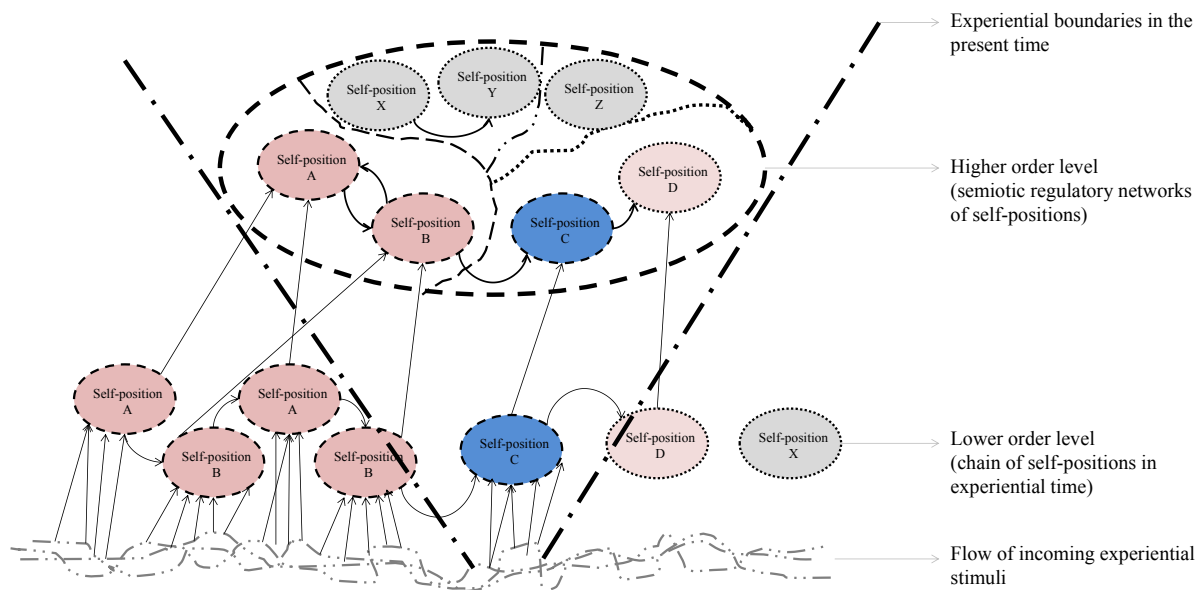 Experiential boundaries in the
present time
Self-position
X
Self-position
Y
Self-position
Z
Self-position
A
Self-position
B
Self-position
C
Self-position
D
Higher order level
(semiotic regulatory networks
of self-positions)
Self-position
A
Self-position
B
Self-position
A
Self-position
B
Self-position
C
Self-position
D
Self-position
X
Lower order level
(chain of self-positions in
experiential time)
Flow of incoming experiential
stimuli